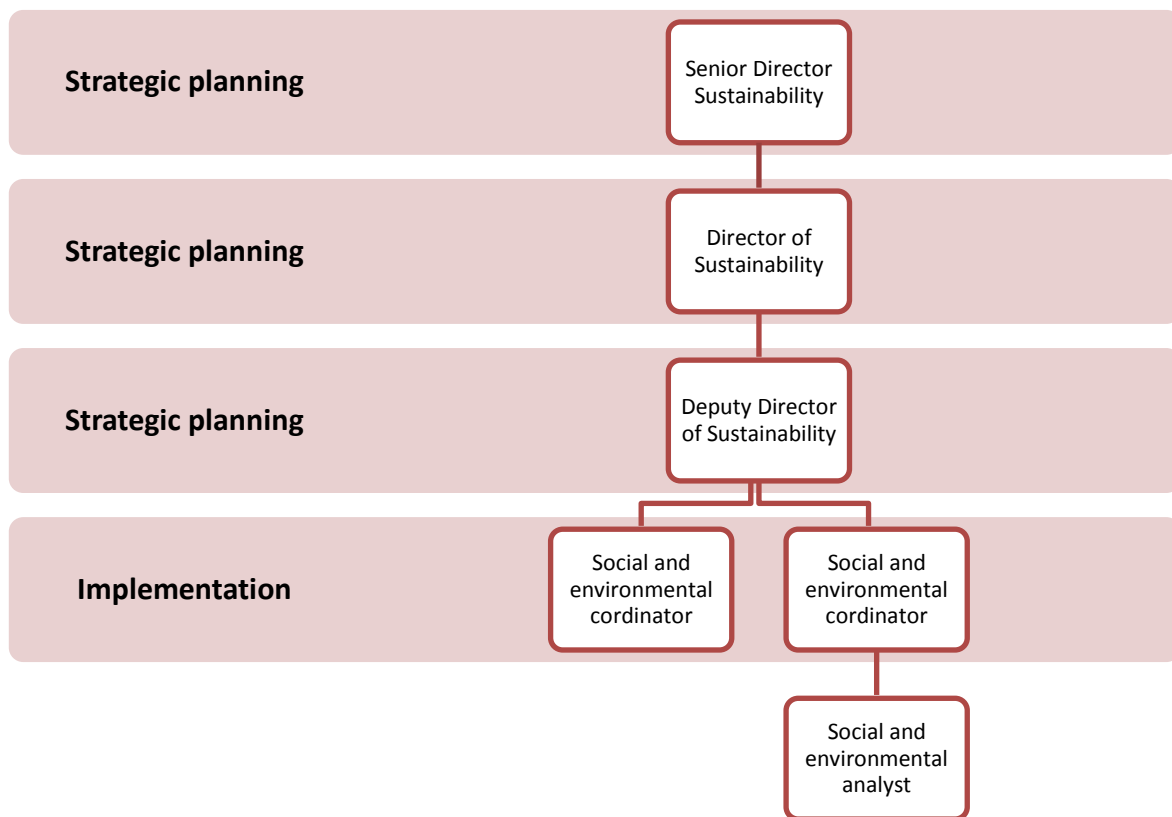 Strategic planning
Senior Director
Sustainability
Strategic planning
Director of
Sustainability
Strategic planning
Deputy Director
of Sustainability
Implementation
Social and
environmental
cordinator
Social and
environmental
cordinator
Social and
environmental
analyst